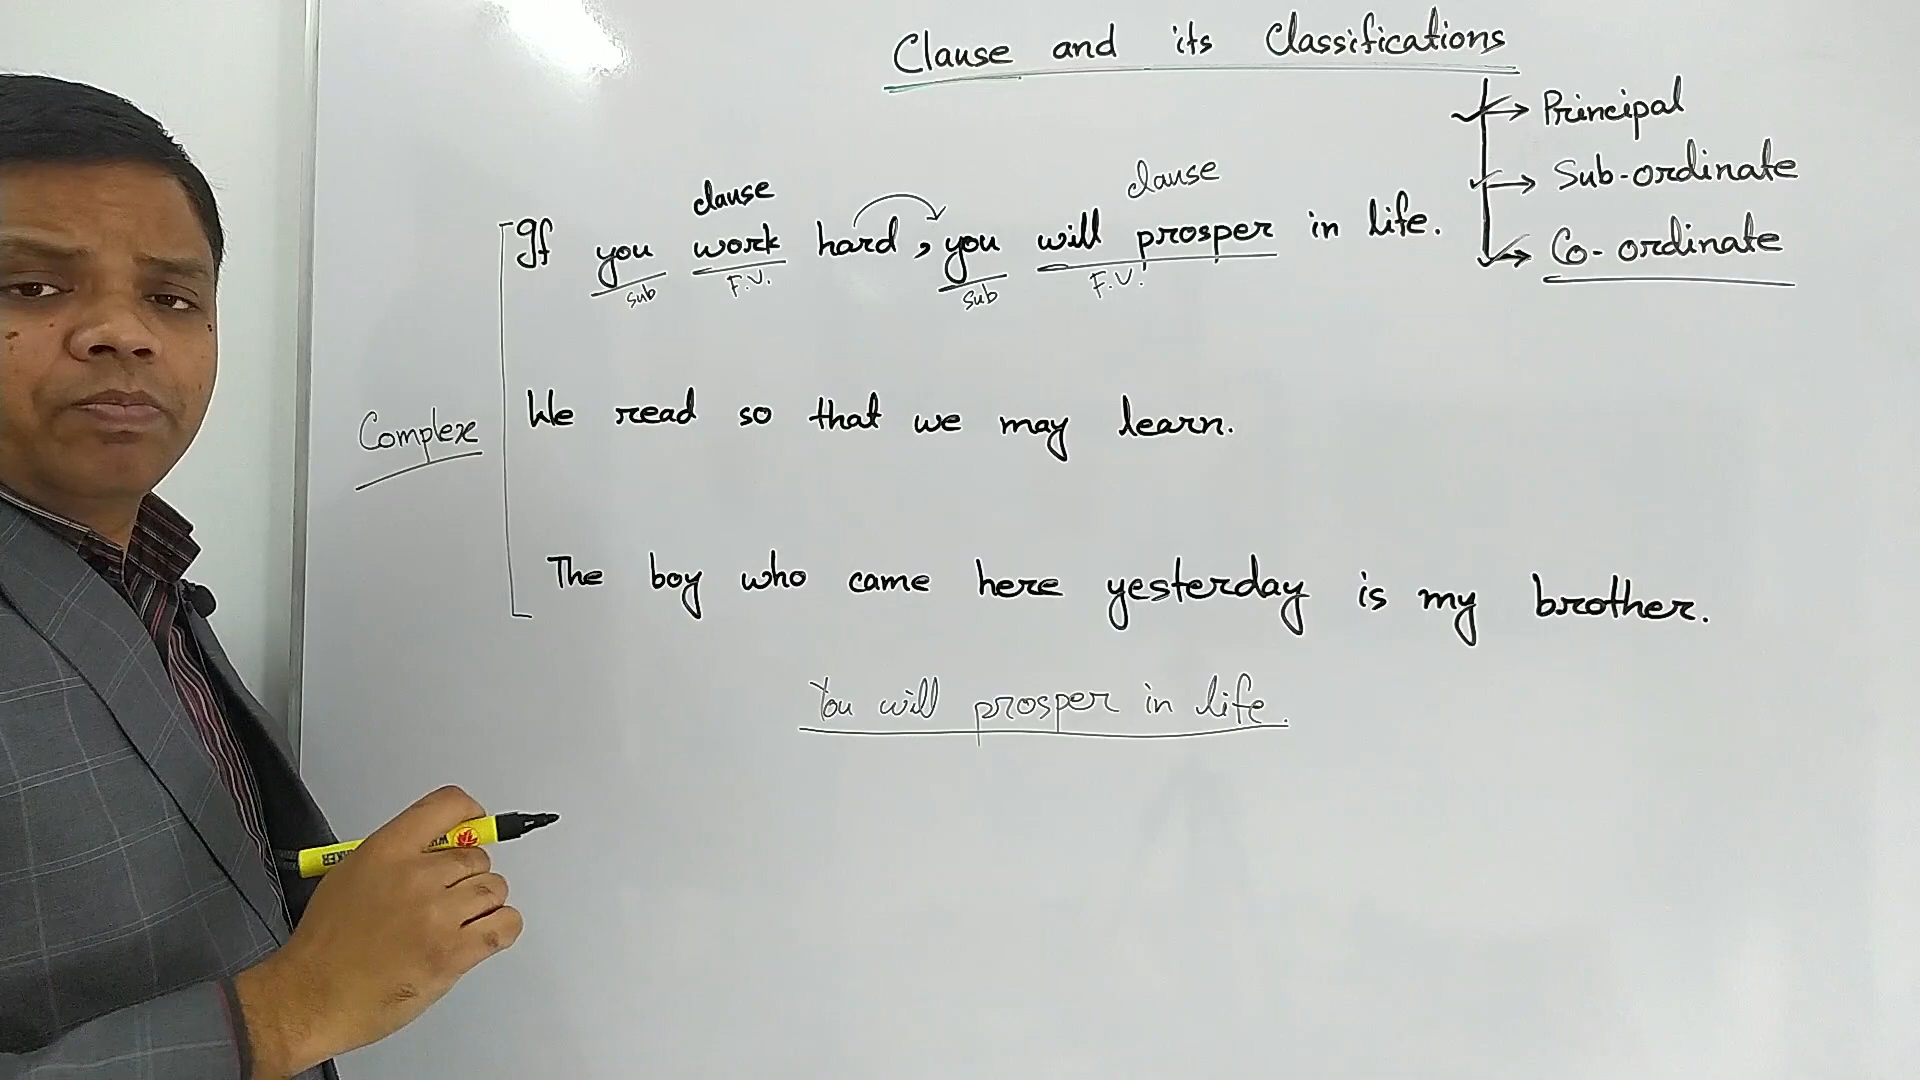 Clause and its Classifications
Principal
Sub-ordinate
Co-ordinate
clause clause
If you work hard, you will prosper in life.
Sub F.V. Sub F.V.
Complex
We read so that we may learn.
The boy who came here yesterday is my brother.
You will prosper in life.